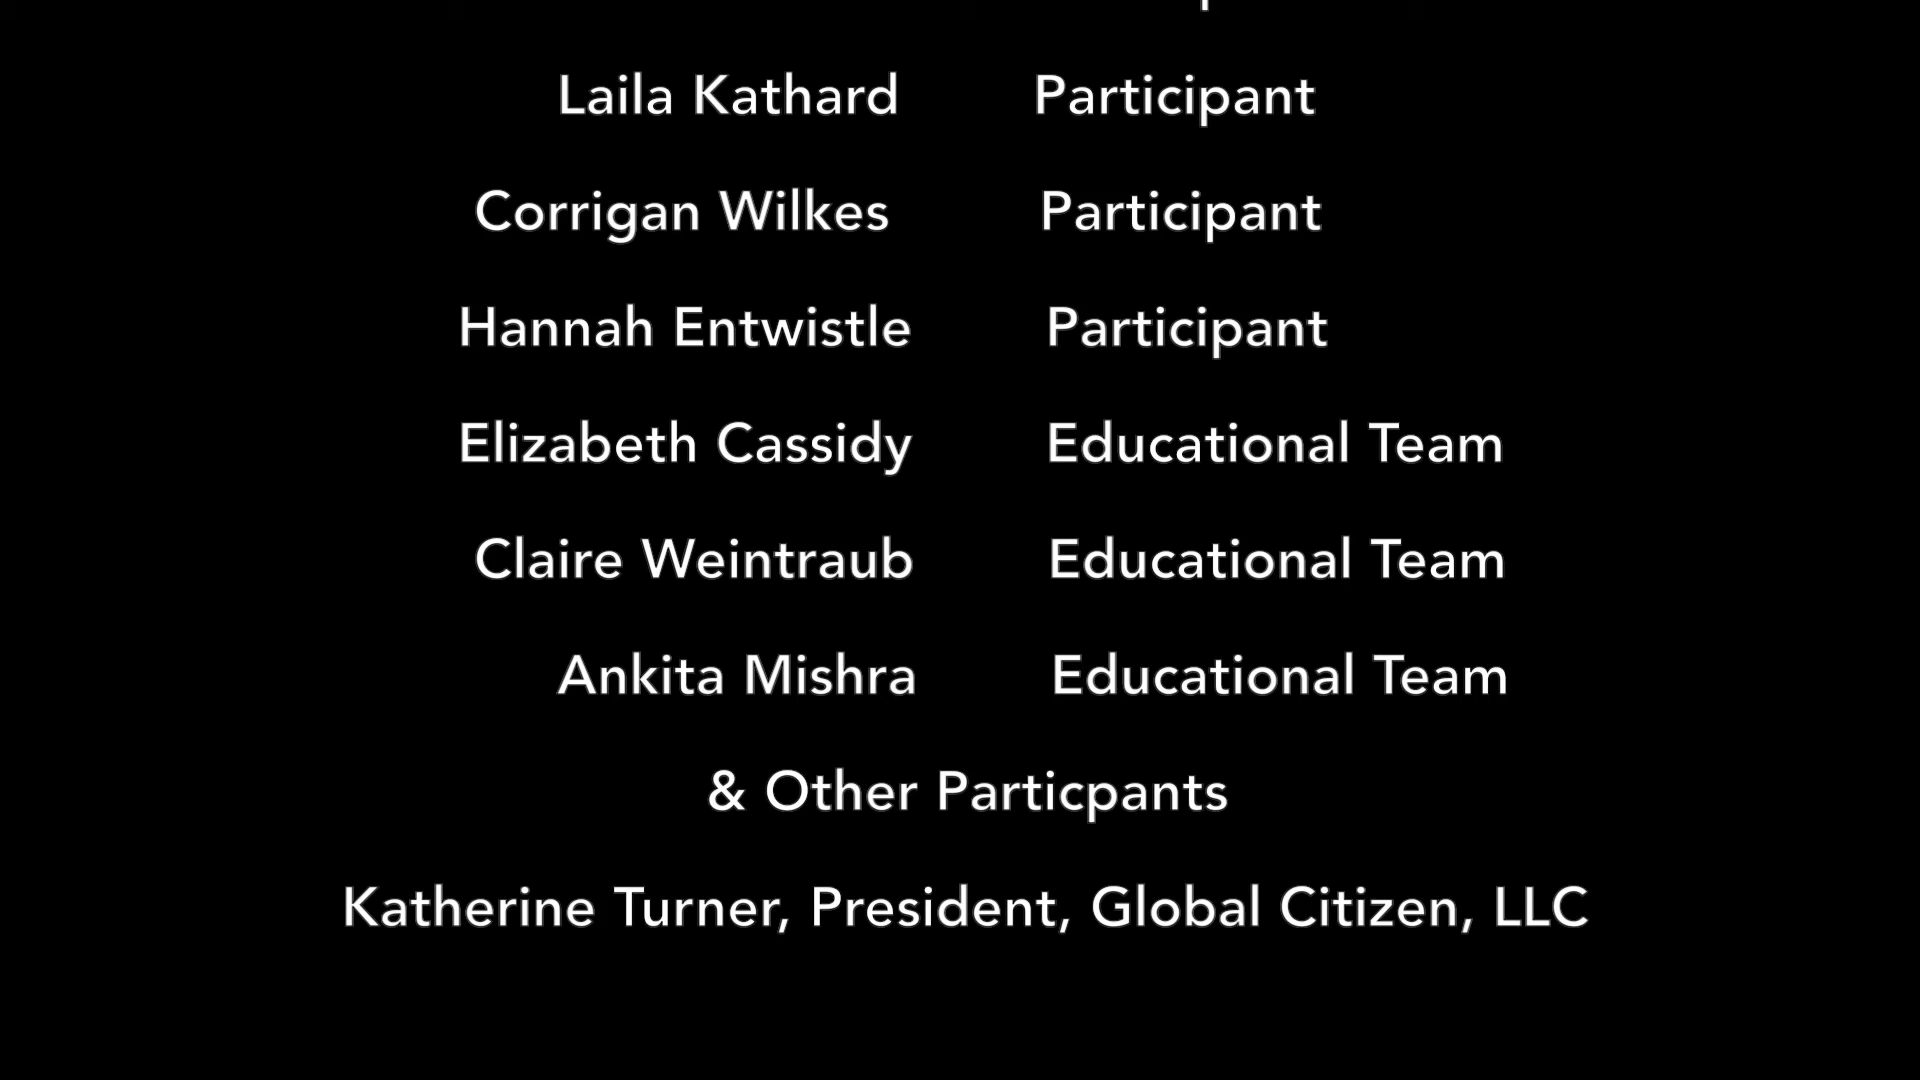 Laila Kathard Participant
Corrigan Wilkes Participant
Hannah Entwistle Participant
Elizabeth Cassidy Educational Team
Claire Weintraub Educational Team
Ankita Mishra Educational Team
& Other Particpants
Katherine Turner, President, Global Citizen, LLC